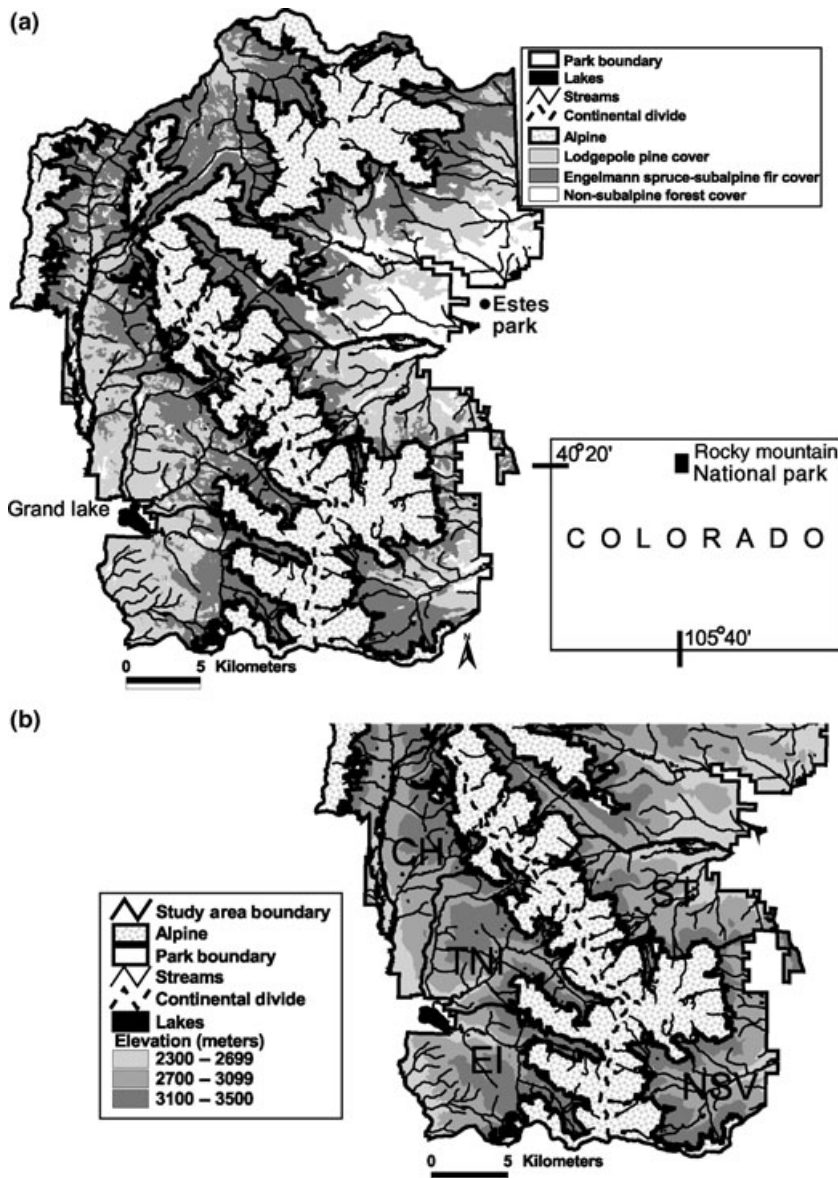 (a)
Park boundary
Lakes
Streams
Continental divide
Alpine
Lodgepole pine cover
Engelmann spruce-subalpine fir cover
Non-subalpine forest cover
Estes
park
40°20'
Rocky mountain
National park
Grand lake
COLORADO
N
105°40'
0 5 Kilometers
(b)
CH
ST
Study area boundary
Alpine
Park boundary
Streams
Continental divide
Lakes
Elevation (meters)
2300 – 2699
2700 – 3099
3100 – 3500
EI
NSV
0 5 Kilometers